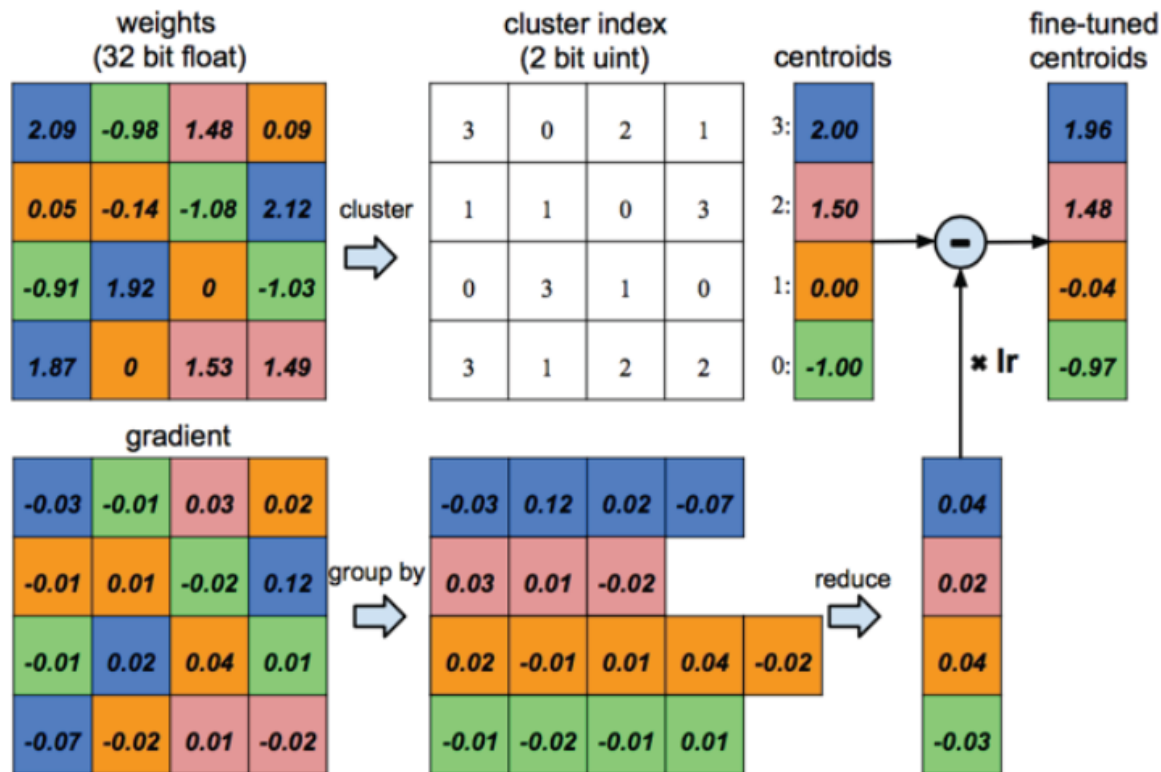 weights
(32 bit float)
cluster index
(2 bit uint)
centroids
fine-tuned
centroids
2.09 -0.98 1.48 0.09
3 0 2 1
3: 2.00
1.96
0.05 -0.14 -1.08 2.12
cluster
1 1 0 3
2: 1.50
1.48
-0.91 1.92 0 -1.03
0 3 1 0
1: 0.00
-0.04
1.87 0 1.53 1.49
3 1 2 2
0: -1.00
-0.97
-
× lr
gradient
-0.03 -0.01 0.03 0.02
-0.03 0.12 0.02 -0.07
0.04
-0.01 0.01 -0.02 0.12
group by
0.03 0.01 -0.02
reduce
0.02
-0.01 0.02 0.04 0.01
0.02 -0.01 0.01 0.04 -0.02
0.04
-0.07 -0.02 0.01 -0.02
-0.01 -0.02 -0.01 0.01
-0.03